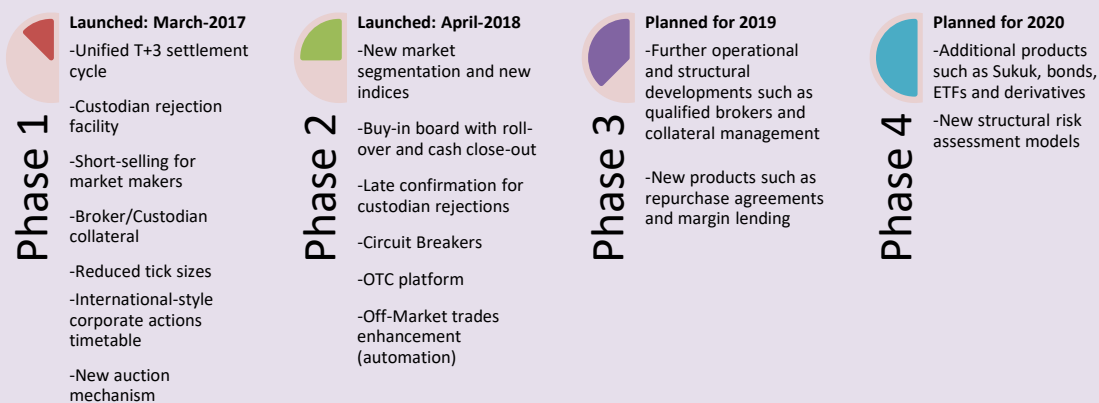 Phase 1
Launched: March-2017
-Unified T+3 settlement
cycle
-Custodian rejection
facility
-Short-selling for
market makers
-Broker/Custodian
collateral
-Reduced tick sizes
-International-style
corporate actions
timetable
-New auction
mechanism
Phase 2
Launched: April-2018
-New market
segmentation and new
indices
-Buy-in board with roll-
over and cash close-out
-Late confirmation for
custodian rejections
-Circuit Breakers
-OTC platform
-Off-Market trades
enhancement
(automation)
Phase 3
Planned for 2019
-Further operational
and structural
developments such as
qualified brokers and
collateral management
-New products such as
repurchase agreements
and margin lending
Phase 4
Planned for 2020
-Additional products
such as Sukuk, bonds,
ETFs and derivatives
-New structural risk
assessment models